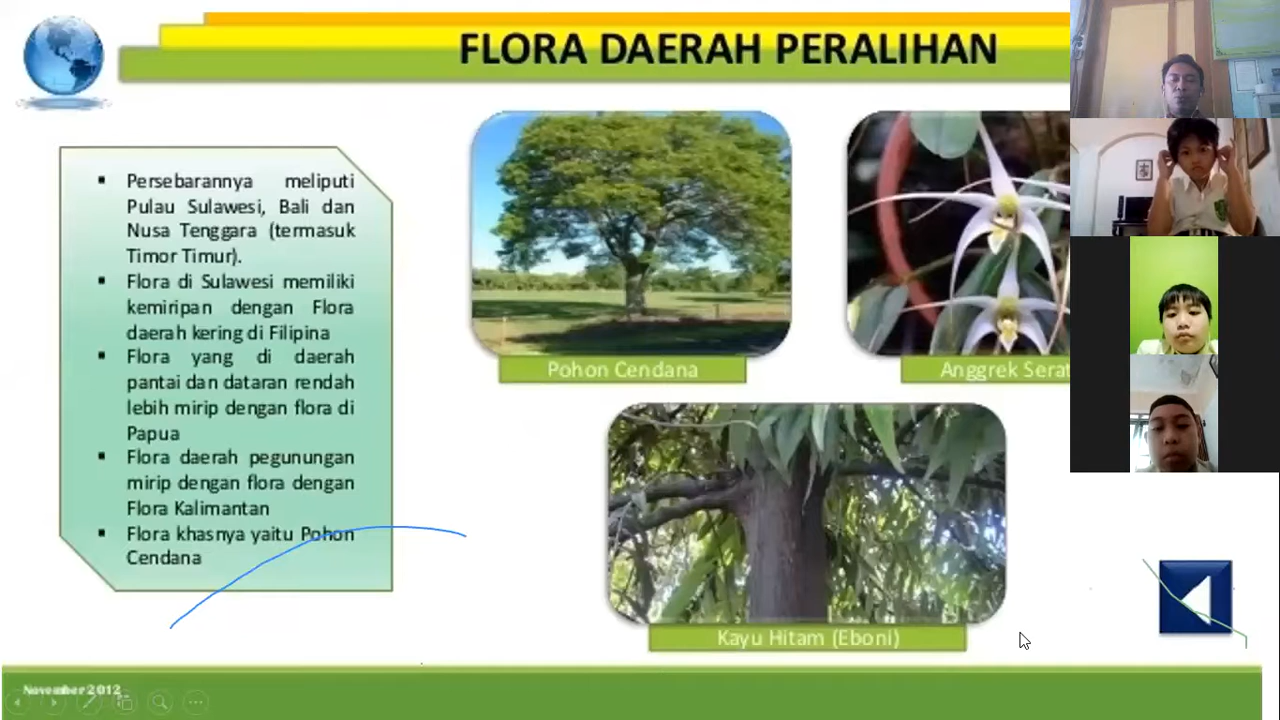 FLORA DAERAH PERALIHAN
▪ Persebarannya meliputi
Pulau Sulawesi, Bali dan
Nusa Tenggara (termasuk
Timor Timur).
▪ Flora di Sulawesi memiliki
kemiripan dengan Flora
daerah kering di Filipina
▪ Flora yang di daerah
pantai dan dataran rendah
lebih mirip dengan flora di
Papua
▪ Flora daerah pegunungan
mirip dengan flora dengan
Flora Kalimantan
▪ Flora khasnya yaitu Pohon
Cendana
Pohon Cendana
Anggrek Serat
Kayu Hitam (Eboni)
November 2012